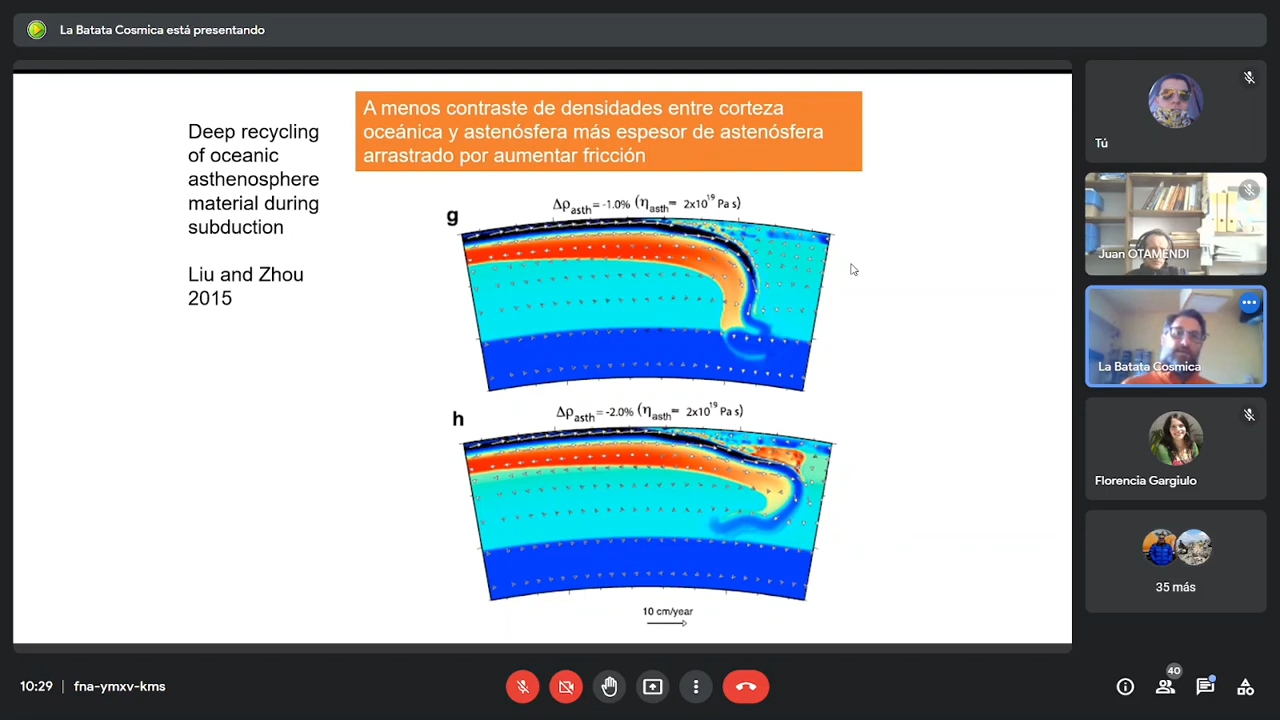 La Batata Cosmica está presentando
Deep recycling
of oceanic
asthenosphere
material during
subduction
Liu and Zhou
2015
A menos contraste de densidades entre corteza
oceánica y astenósfera más espesor de astenósfera
arrastrado por aumentar fricción
g
Δρasth = -1.0% (ηasth= 2x10¹⁹ Pa s)
h
Δρasth = -2.0% (ηasth= 2x10¹⁹ Pa s)
10 cm/year
Tú
Juan OTAMENDI
La Batata Cosmica
Florencia Gargiulo
35 más
10:29 | fna-ymxv-kms
40